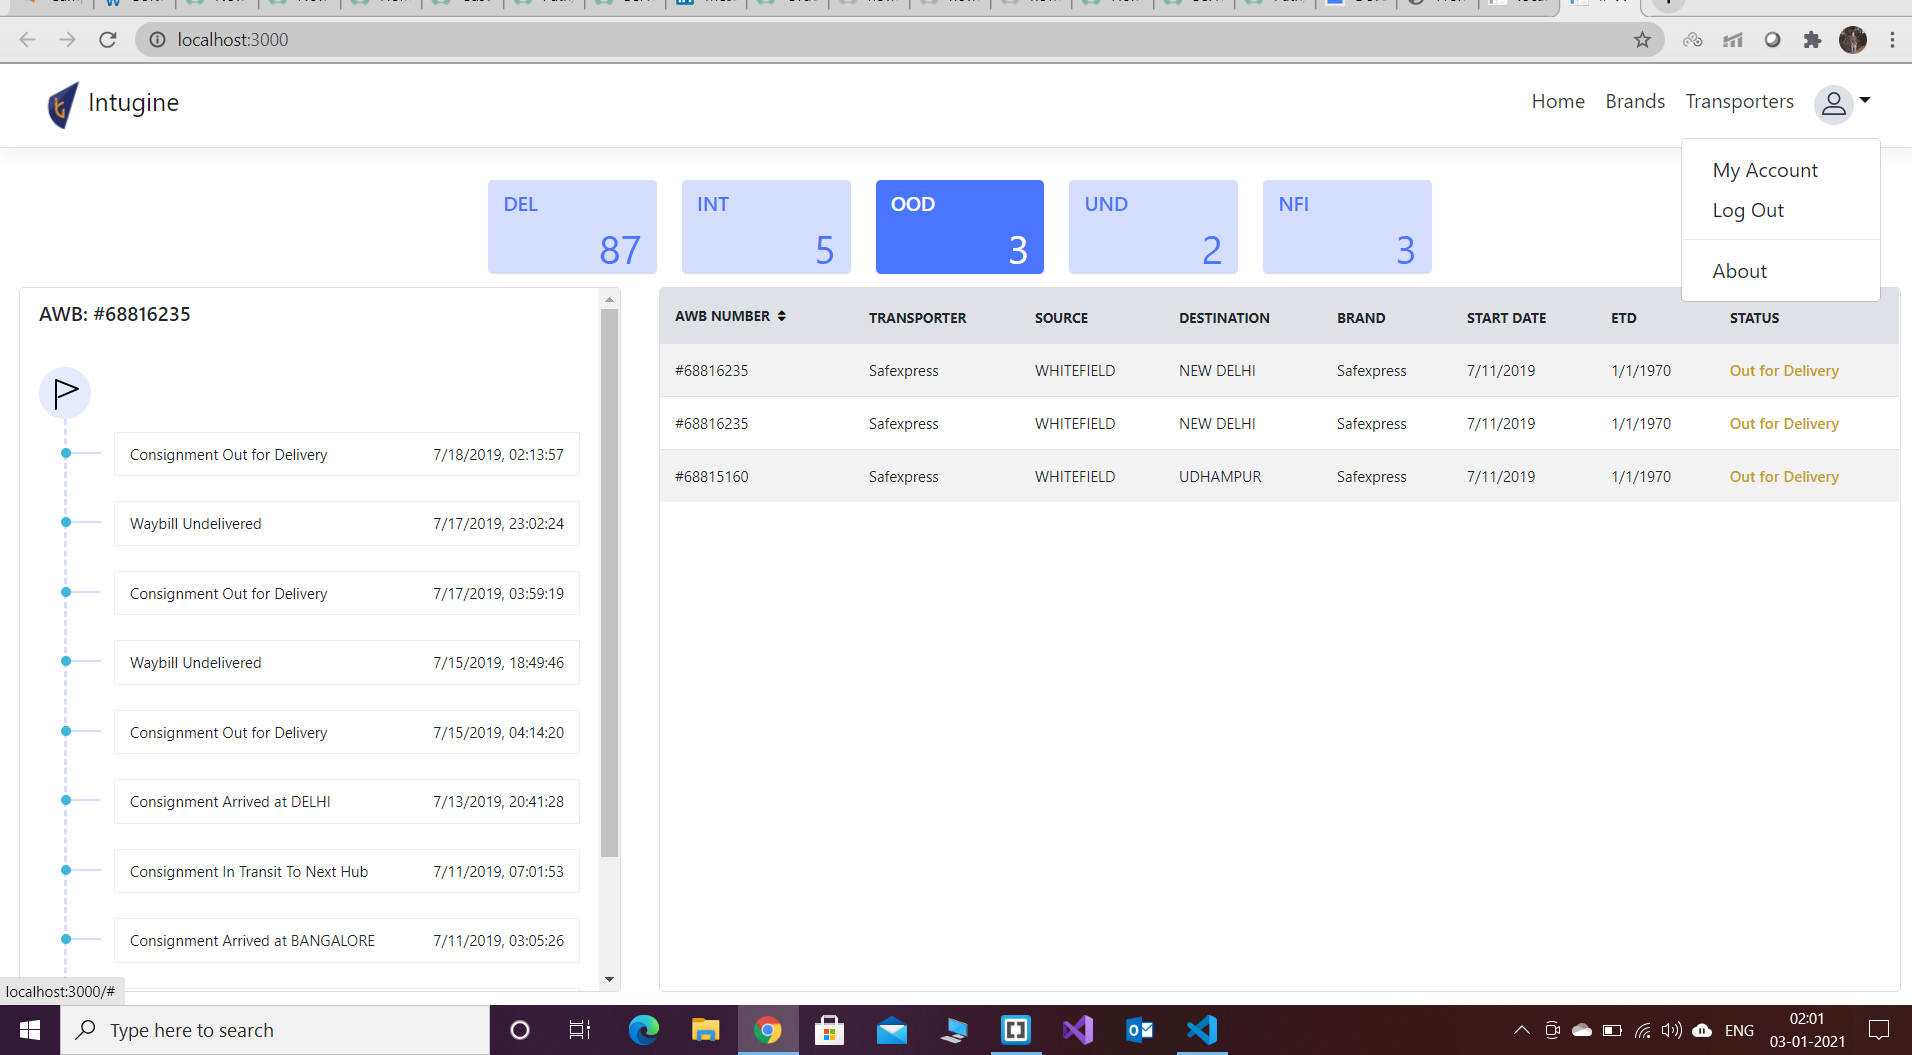 localhost:3000
Intugine
Home Brands Transporters
My Account
Log Out
About
DEL
87
INT
5
OOD
3
UND
2
NFI
3
AWB: #68816235
Consignment Out for Delivery 7/18/2019, 02:13:57
Waybill Undelivered 7/17/2019, 23:02:24
Consignment Out for Delivery 7/17/2019, 03:59:19
Waybill Undelivered 7/15/2019, 18:49:46
Consignment Out for Delivery 7/15/2019, 04:14:20
Consignment Arrived at DELHI 7/13/2019, 20:41:28
Consignment In Transit To Next Hub 7/11/2019, 07:01:53
Consignment Arrived at BANGALORE 7/11/2019, 03:05:26
AWB NUMBER TRANSPORTER SOURCE DESTINATION BRAND START DATE ETD STATUS
#68816235 Safexpress WHITEFIELD NEW DELHI Safexpress 7/11/2019 1/1/1970 Out for Delivery
#68816235 Safexpress WHITEFIELD NEW DELHI Safexpress 7/11/2019 1/1/1970 Out for Delivery
#68815160 Safexpress WHITEFIELD UDHAMPUR Safexpress 7/11/2019 1/1/1970 Out for Delivery
localhost:3000/#
Type here to search
ENG
02:01
03-01-2021